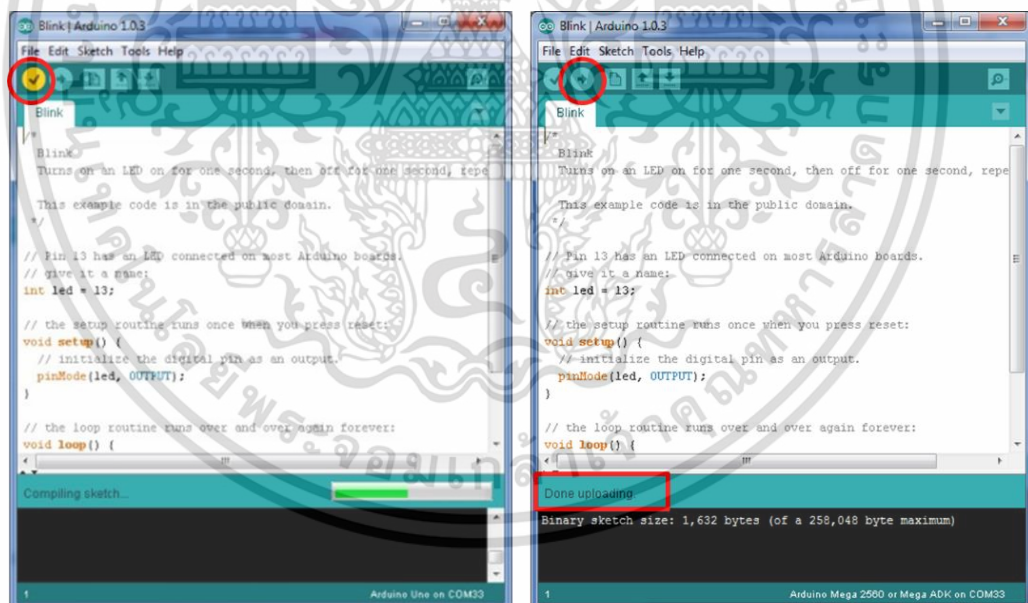 Blink | Arduino 1.0.3
File Edit Sketch Tools Help
Blink
/*
Blink
Turns on an LED on for one second, then off for one second, repe
This example code is in the public domain.
*/
// Pin 13 has an LED connected on most Arduino boards.
// give it a name:
int led = 13;
// the setup routine runs once when you press reset:
void setup() {
// initialize the digital pin as an output.
pinMode(led, OUTPUT);
}
// the loop routine runs over and over again forever:
void loop() {
Compiling sketch...
1
Arduino Uno on COM33
Blink | Arduino 1.0.3
File Edit Sketch Tools Help
Blink
/*
Blink
Turns on an LED on for one second, then off for one second, repe
This example code is in the public domain.
*/
// Pin 13 has an LED connected on most Arduino boards.
// give it a name:
int led = 13;
// the setup routine runs once when you press reset:
void setup() {
// initialize the digital pin as an output.
pinMode(led, OUTPUT);
}
// the loop routine runs over and over again forever:
void loop() {
Done uploading.
Binary sketch size: 1,632 bytes (of a 258,048 byte maximum)
1
Arduino Mega 2560 or Mega ADK on COM33